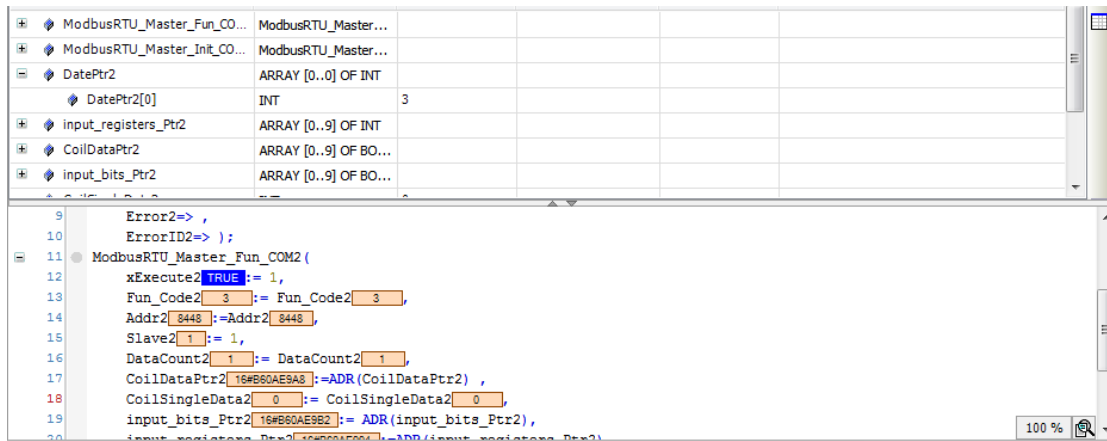 ModbusRTU_Master_Fun_CO... ModbusRTU_Master...
ModbusRTU_Master_Init_CO... ModbusRTU_Master...
DatePtr2 ARRAY [0..0] OF INT
DatePtr2[0] INT 3
input_registers_Ptr2 ARRAY [0..9] OF INT
CoilDataPtr2 ARRAY [0..9] OF BO...
input_bits_Ptr2 ARRAY [0..9] OF BO...
9 Error2=> ,
10 ErrorID2=> );
11 ModbusRTU_Master_Fun_COM2(
12 xExecute2 TRUE := 1,
13 Fun_Code2 3 := Fun_Code2 3 ,
14 Addr2 8448 :=Addr2 8448 ,
15 Slave2 1 := 1,
16 DataCount2 1 := DataCount2 1 ,
17 CoilDataPtr2 16#B60AE9A8 :=ADR(CoilDataPtr2) ,
18 CoilSingleData2 0 := CoilSingleData2 0 ,
19 input_bits_Ptr2 16#B60AE9B2 := ADR(input_bits_Ptr2),
100 %